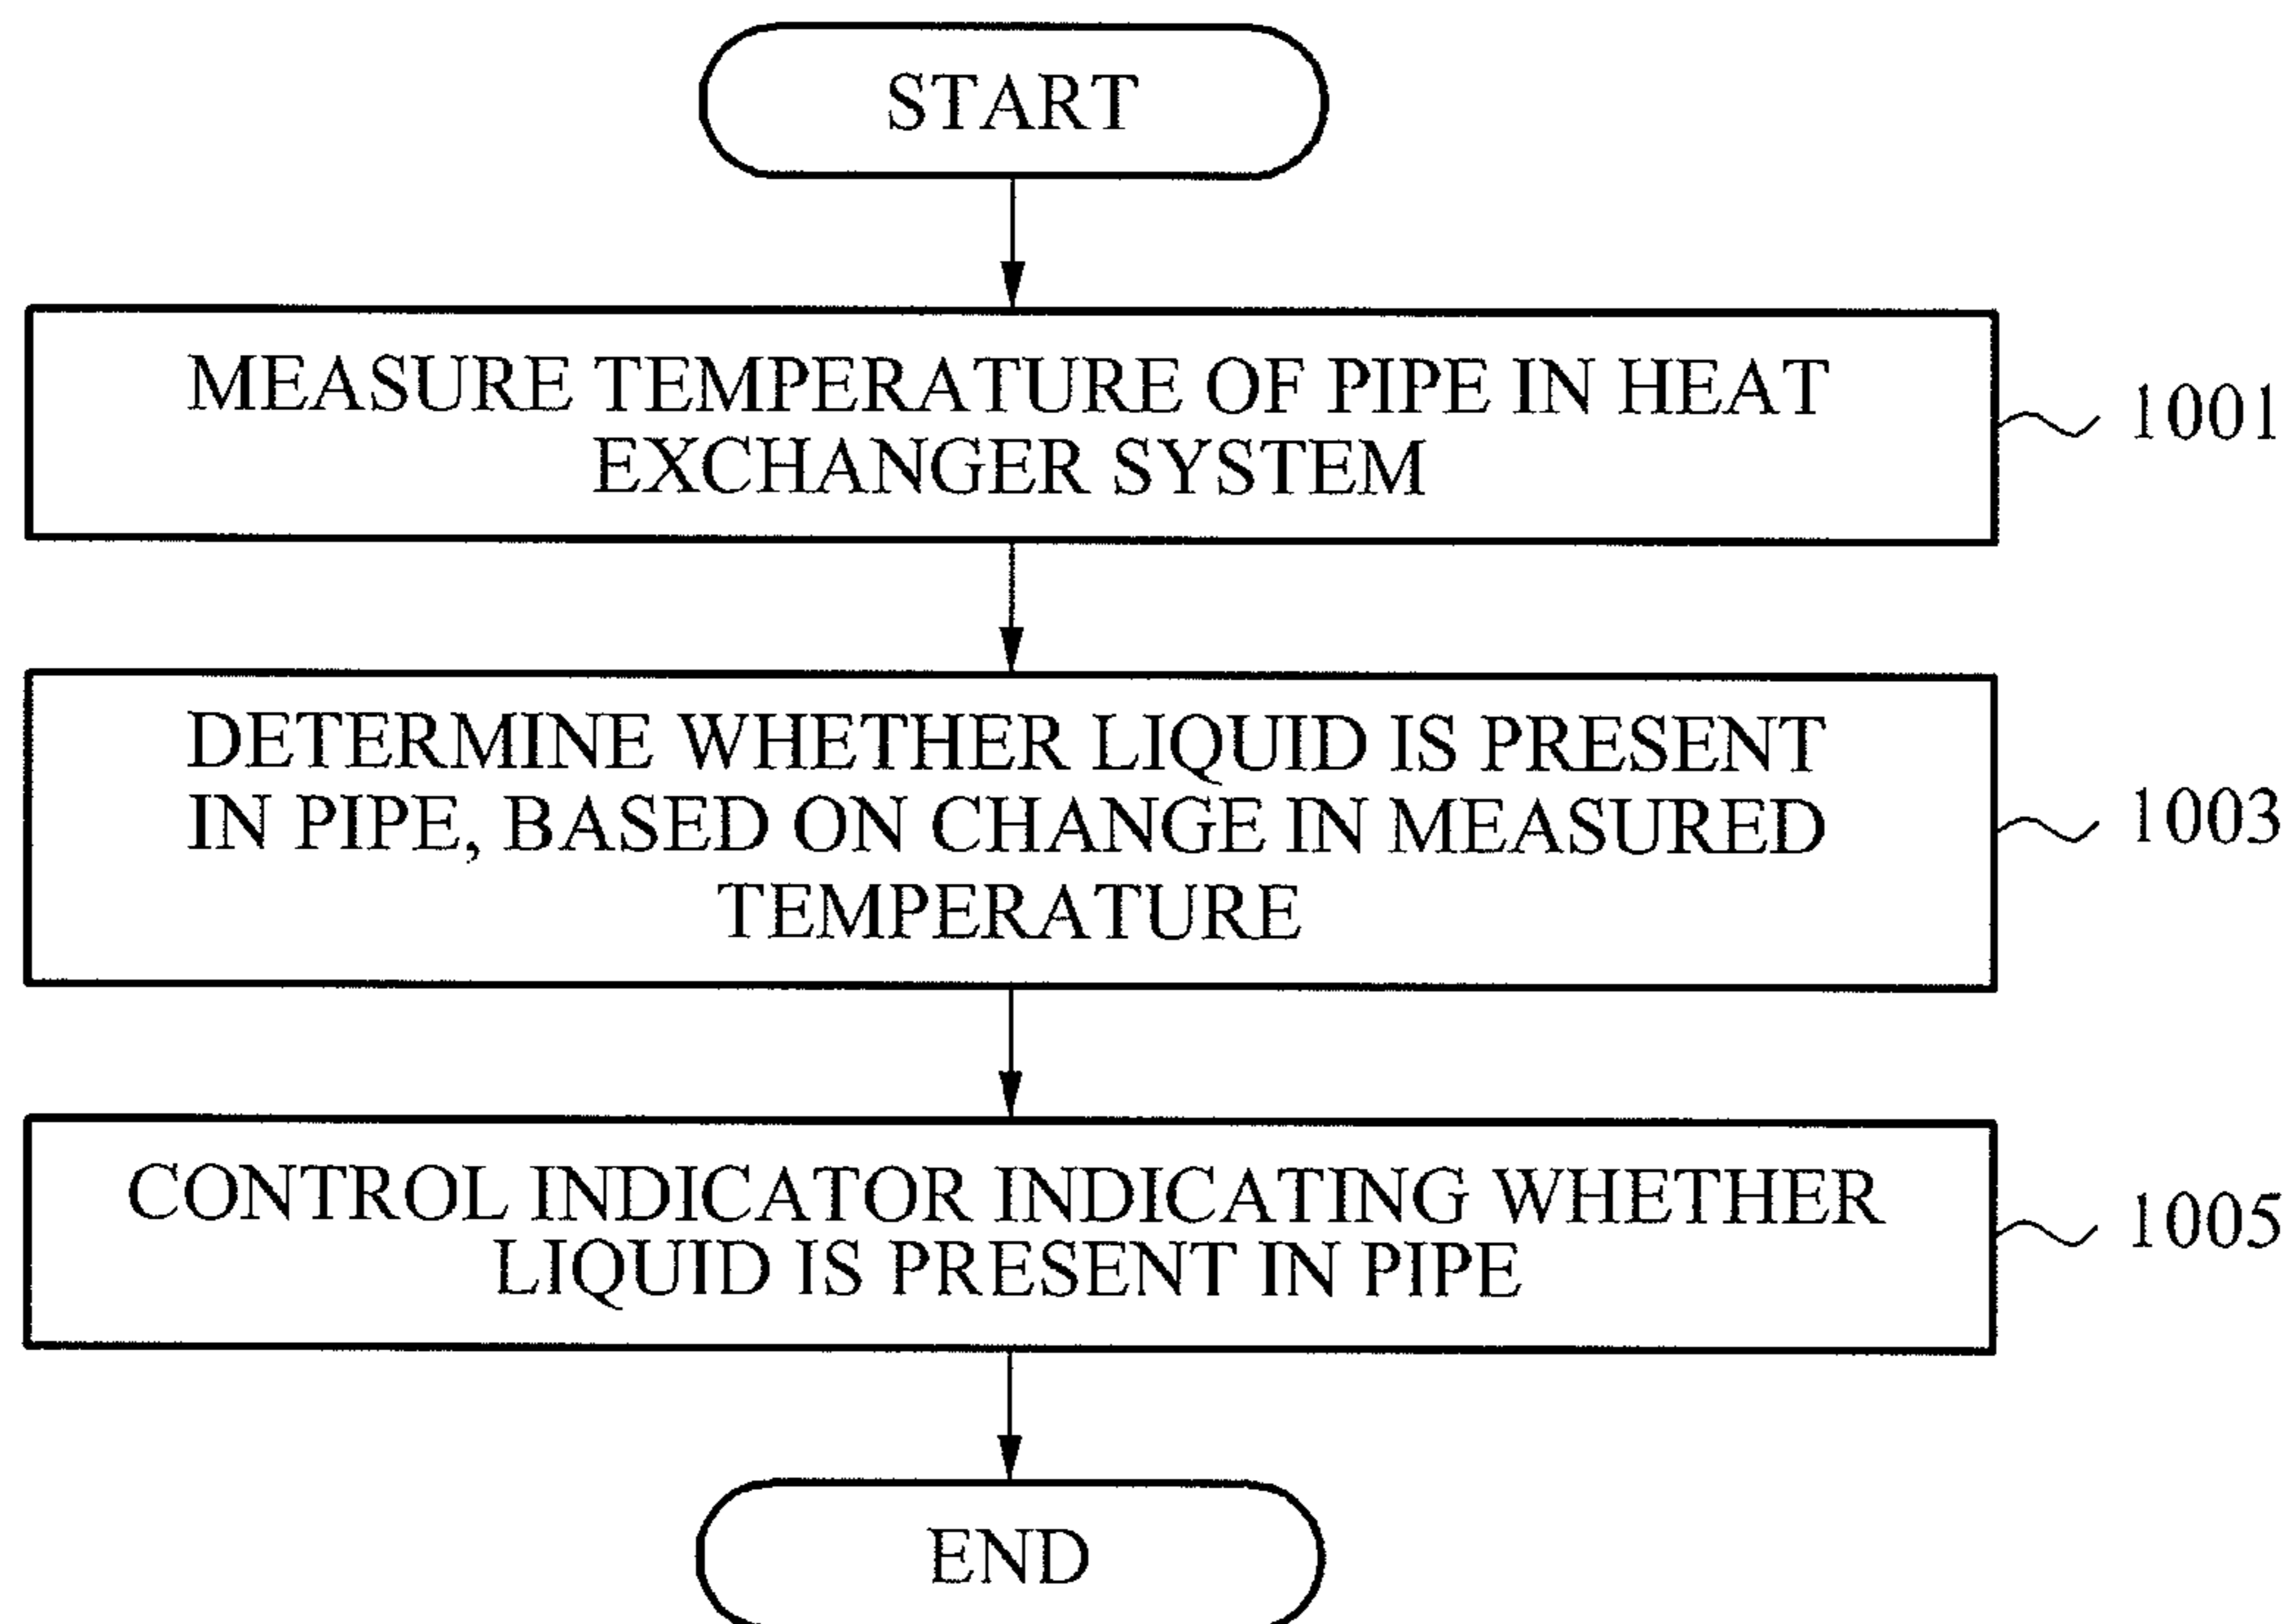 START
MEASURE TEMPERATURE OF PIPE IN HEAT
EXCHANGER SYSTEM
1001
DETERMINE WHETHER LIQUID IS PRESENT
IN PIPE, BASED ON CHANGE IN MEASURED
TEMPERATURE
1003
CONTROL INDICATOR INDICATING WHETHER
LIQUID IS PRESENT IN PIPE
1005
END